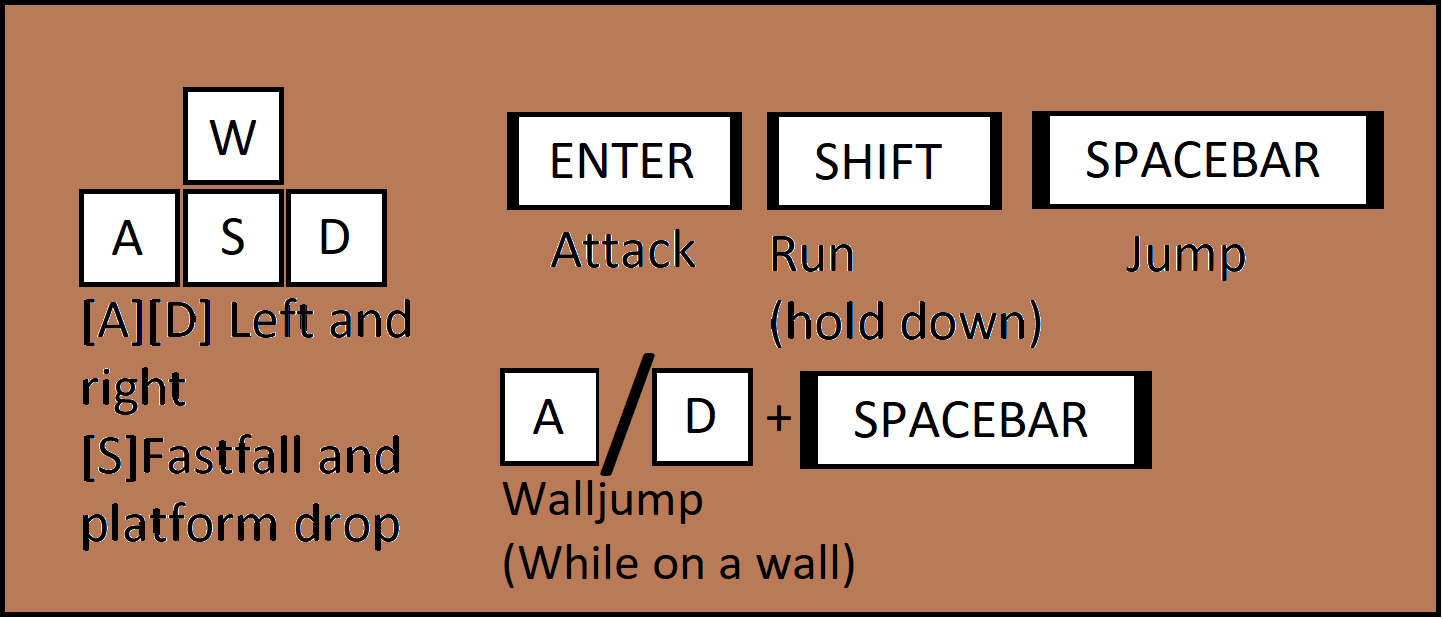 W
A S D
[A][D] Left and
right
[S]Fastfall and
platform drop
ENTER
Attack
SHIFT
Run
(hold down)
SPACEBAR
Jump
A / D + SPACEBAR
Walljump
(While on a wall)